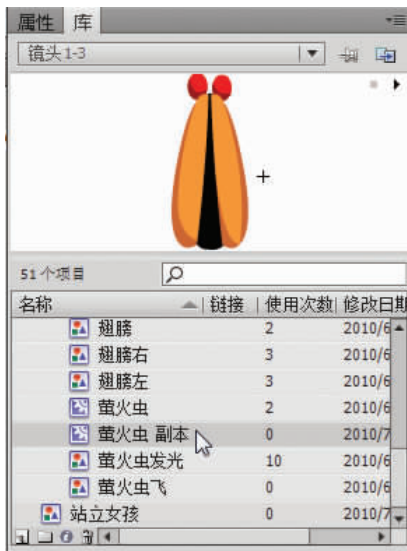 属性 库
镜头1-3
51个项目
名称 链接 使用次数 修改日期
翅膀 2 2010/6
翅膀右 3 2010/6
翅膀左 3 2010/6
萤火虫 2 2010/6
萤火虫 副本 0 2010/7
萤火虫发光 10 2010/6
萤火虫飞 0 2010/6
站立女孩 0 2010/7